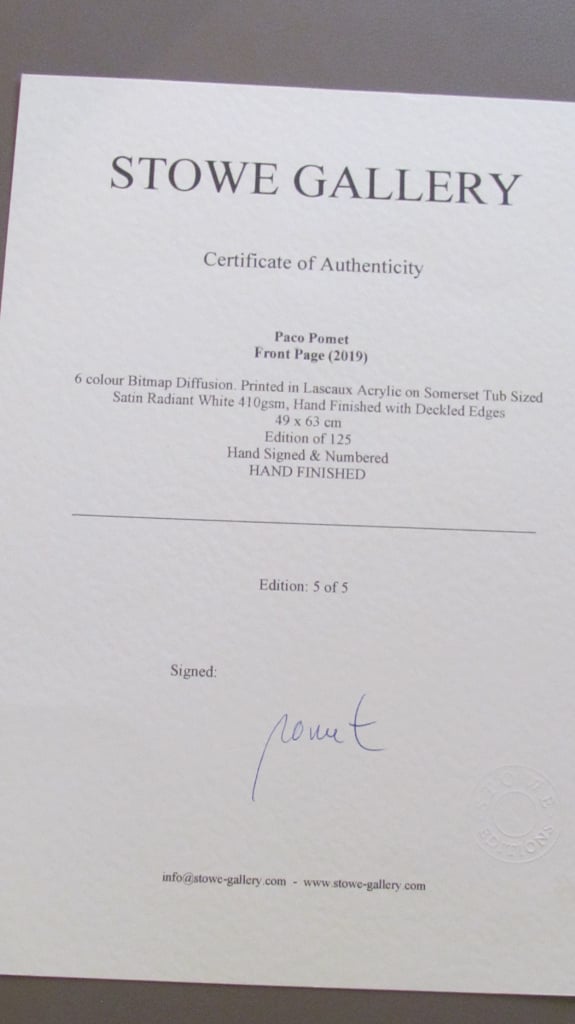 STOWE GALLERY
Certificate of Authenticity
Paco Pomet
Front Page (2019)
6 colour Bitmap Diffusion. Printed in Lascaux Acrylic on Somerset Tub Sized
Satin Radiant White 410gsm, Hand Finished with Deckled Edges
49 x 63 cm
Edition of 125
Hand Signed & Numbered
HAND FINISHED
Edition: 5 of 5
Signed:
pomet
STOWE
EDITIONS
info@stowe-gallery.com - www.stowe-gallery.com